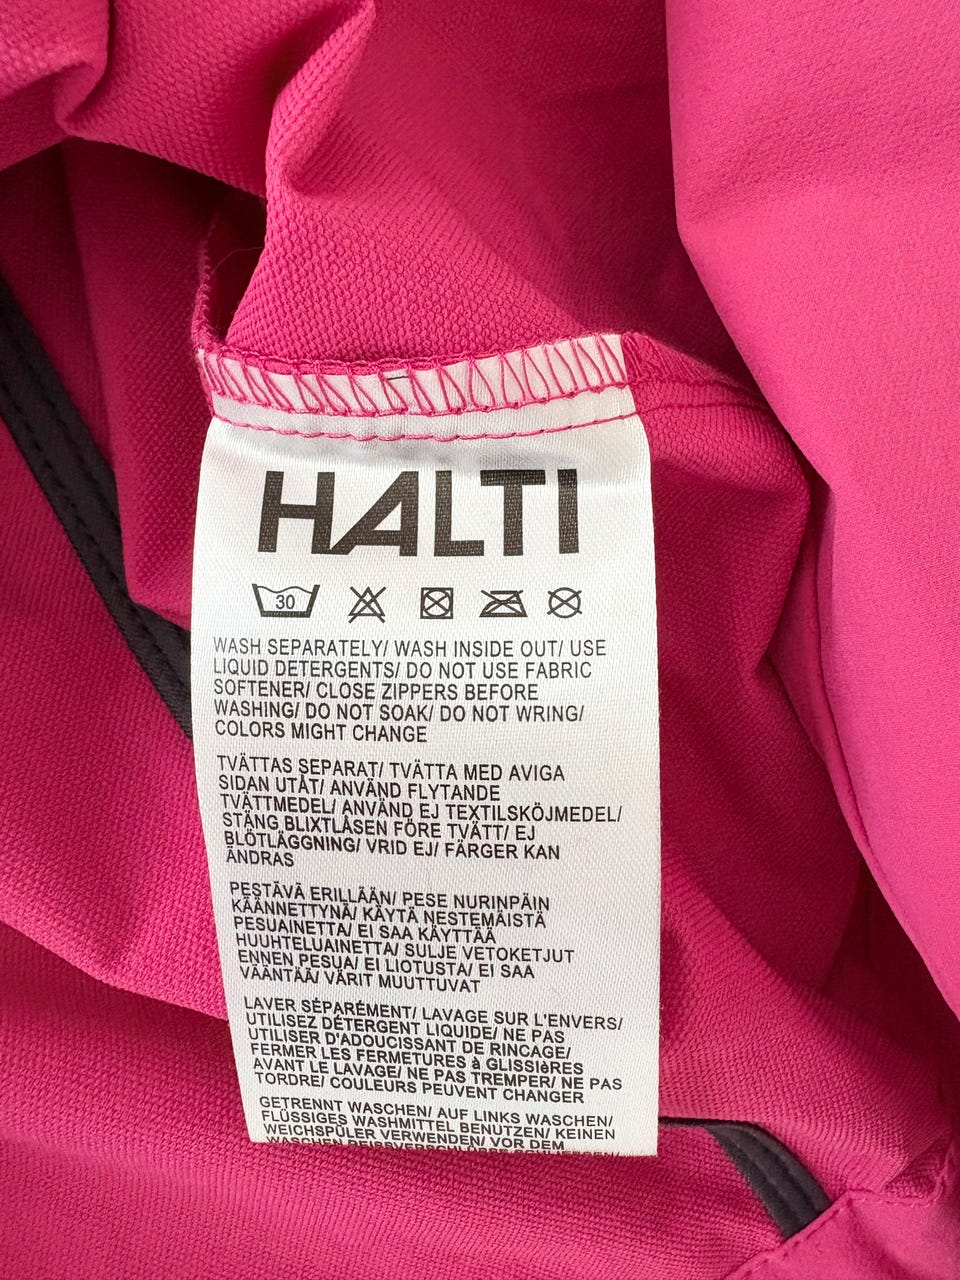 HALTI
30
WASH SEPARATELY/ WASH INSIDE OUT/ USE
LIQUID DETERGENTS/ DO NOT USE FABRIC
SOFTENER/ CLOSE ZIPPERS BEFORE
WASHING/ DO NOT SOAK/ DO NOT WRING/
COLORS MIGHT CHANGE
TVÄTTAS SEPARAT/ TVÄTTA MED AVIGA
SIDAN UTÅT/ ANVÄND FLYTANDE
TVÄTTMEDEL/ ANVÄND EJ TEXTILSKÖJMEDEL/
STÄNG BLIXTLÅSEN FÖRE TVÄTT/ EJ
BLÖTLÄGGNING/ VRID EJ/ FÄRGER KAN
ÄNDRAS
PESTÄVÄ ERILLÄÄN/ PESE NURINPÄIN
KÄÄNNETTYNÄ/ KÄYTÄ NESTEMÄISTÄ
PESUAINETTA/ EI SAA KÄYTTÄÄ
HUUHTELUAINETTA/ SULJE VETOKETJUT
ENNEN PESUA/ EI LIOTUSTA/ EI SAA
VÄÄNTÄÄ/ VÄRIT MUUTTUVAT
LAVER SÉPARÉMENT/ LAVAGE SUR L'ENVERS/
UTILISEZ DÉTERGENT LIQUIDE/ NE PAS
UTILISER D'ADOUCISSANT DE RINCAGE/
FERMER LES FERMETURES à GLISSIèRES
AVANT LE LAVAGE/ NE PAS TREMPER/ NE PAS
TORDRE/ COULEURS PEUVENT CHANGER
GETRENNT WASCHEN/ AUF LINKS WASCHEN/
FLÜSSIGES WASHMITTEL BENUTZEN/ KEINEN
WEICHSPÜLER VERWENDEN/ VOR DEM
WASCHEN REISSVERSCHLÜSSE